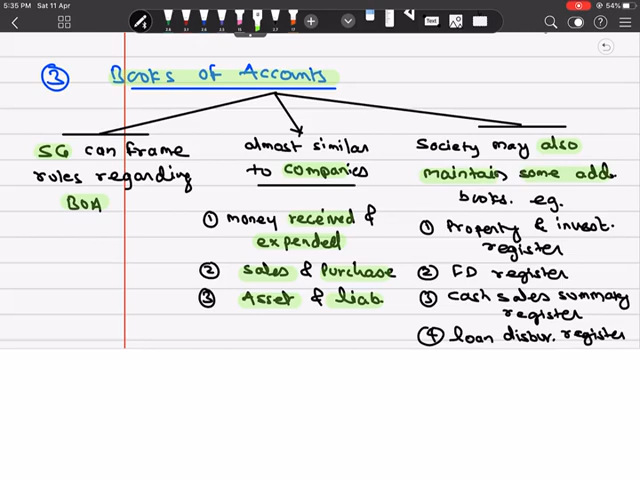 5:35 PM Sat 11 Apr
54%
Text
③ Books of Accounts
SG can frame
rules regarding
BOA
almost similar
to companies
① money received &
expended
② sales & Purchase
③ Asset & liab.
Society may also
maintain some add.
books. eg.
① Property & invest.
register
② FD register
③ cash sales summary
register
④ loan disbur. register